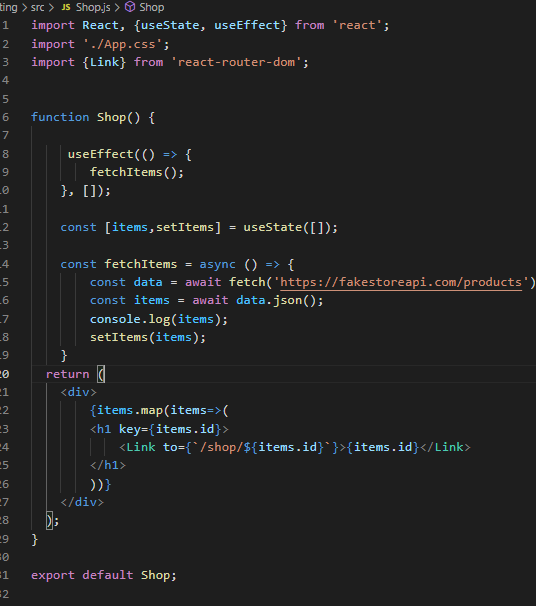 ting > src > JS Shop.js > Shop
1 import React, {useState, useEffect} from 'react';
2 import './App.css';
3 import {Link} from 'react-router-dom';
4
5
6 function Shop() {
7
8 useEffect(() => {
9 fetchItems();
10 }, []);
11
12 const [items,setItems] = useState([]);
13
14 const fetchItems = async () => {
15 const data = await fetch('https://fakestoreapi.com/products')
16 const items = await data.json();
17 console.log(items);
18 setItems(items);
19 }
20 return (
21 <div>
22 {items.map(items=>(
23 <h1 key={items.id}>
24 <Link to={`/shop/${items.id}`}>{items.id}</Link>
25 </h1>
26 ))}
27 </div>
28 );
29 }
30
31 export default Shop;
32